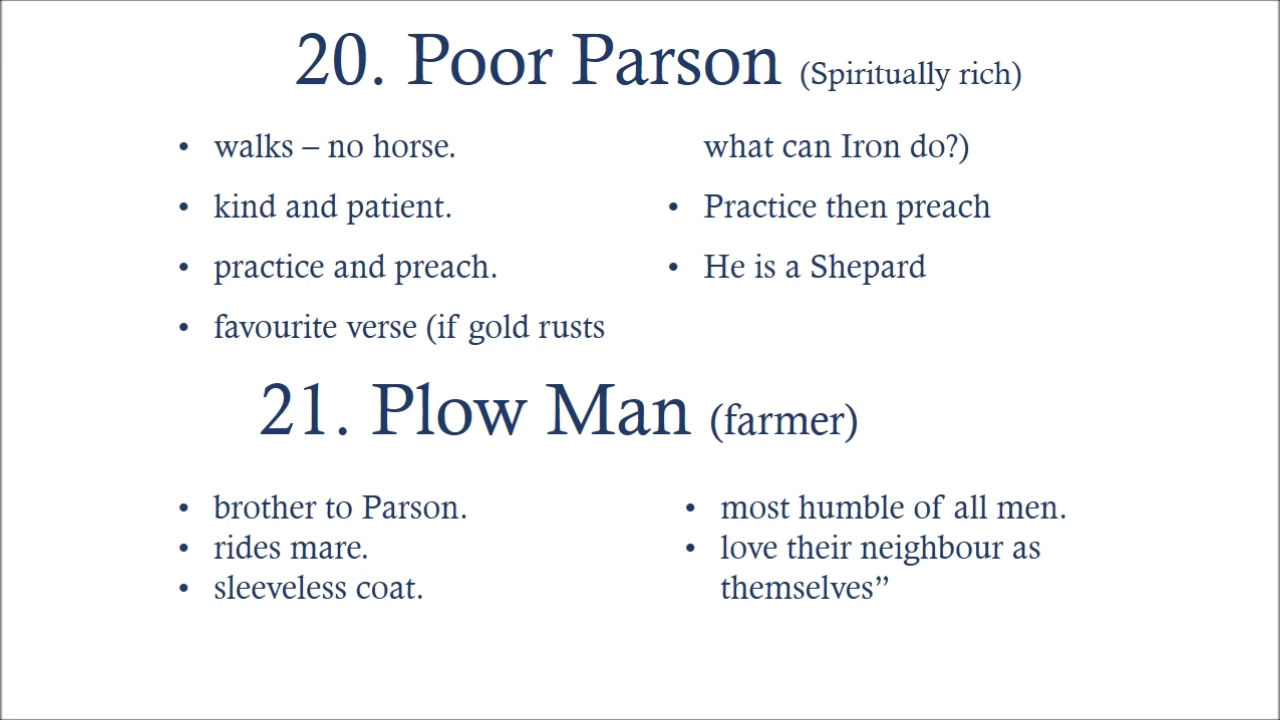 20. Poor Parson (Spiritually rich)
• walks – no horse.
• kind and patient.
• practice and preach.
• favourite verse (if gold rusts
what can Iron do?)
• Practice then preach
• He is a Shepard
21. Plow Man (farmer)
• brother to Parson.
• rides mare.
• sleeveless coat.
• most humble of all men.
• love their neighbour as
themselves”